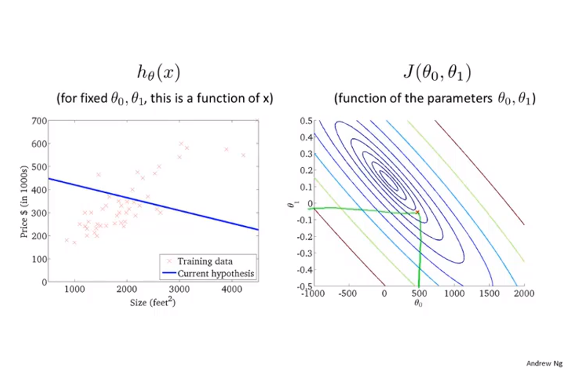 hθ(x)
(for fixed θ0, θ1, this is a function of x)
700
600
500
400
300
200
100
0
1000 2000 3000 4000
Price $ (in 1000s)
Size (feet²)
Training data
Current hypothesis
J(θ0, θ1)
(function of the parameters θ0, θ1)
0.5
0.4
0.3
0.2
0.1
0
-0.1
-0.2
-0.3
-0.4
-0.5
-1000 -500 0 500 1000 1500 2000
θ1
θ0
Andrew Ng